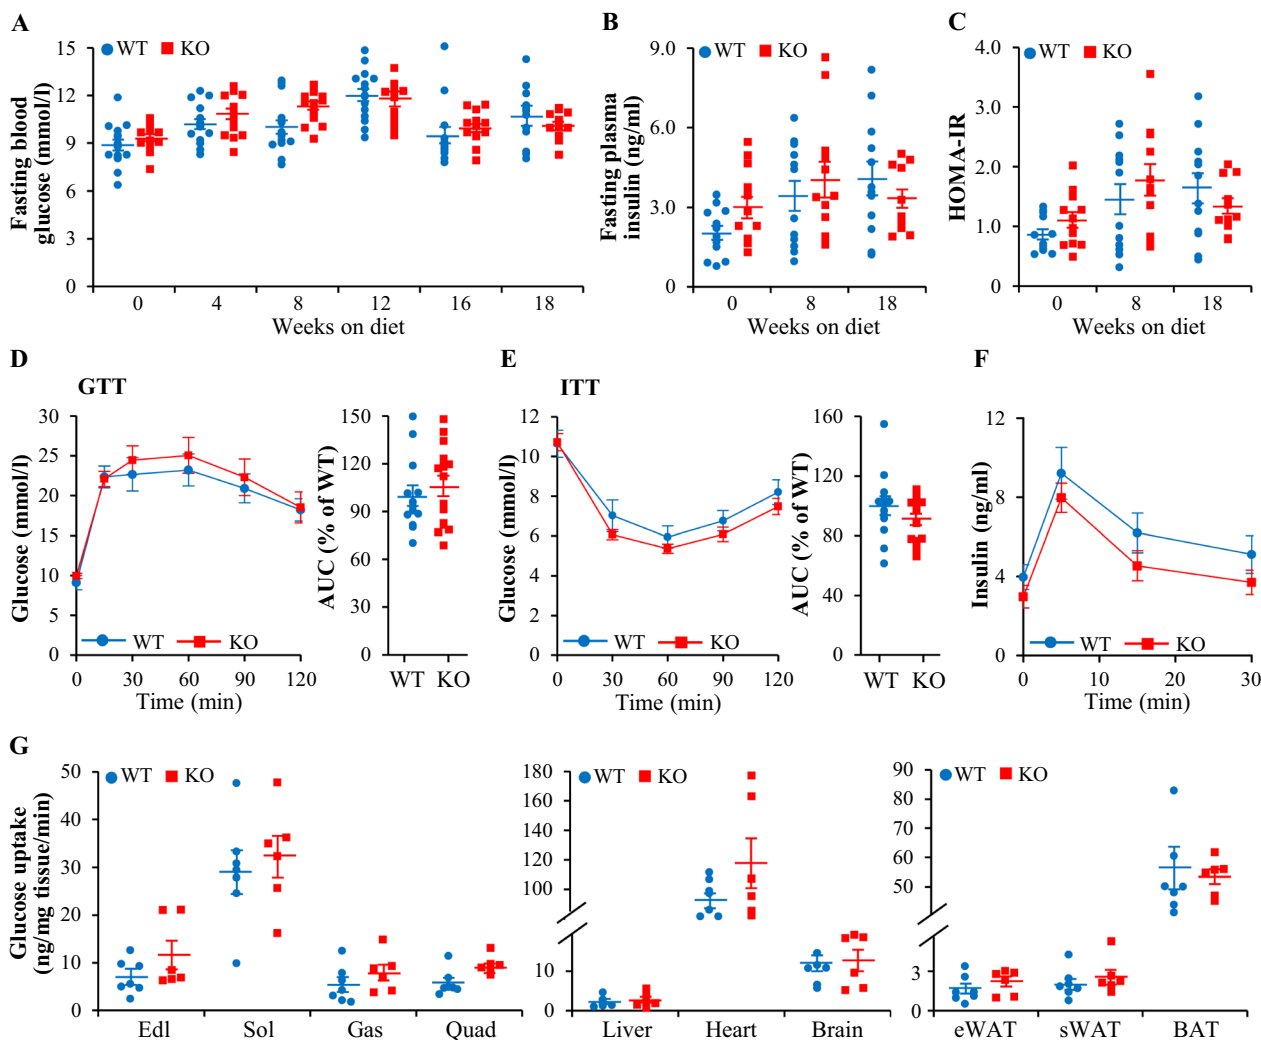 A
WT KO
Fasting blood
glucose (mmol/l)
15
12
9
6
3
0
0 4 8 12 16 18
Weeks on diet
B
WT KO
Fasting plasma
insulin (ng/ml)
9.0
6.0
3.0
0
0 8 18
Weeks on diet
C
WT KO
HOMA-IR
4.0
3.0
2.0
1.0
0
0 8 18
Weeks on diet
D
GTT
Glucose (mmol/l)
30
25
20
15
10
5
0
WT KO
0 30 60 90 120
Time (min)
AUC (% of WT)
150
120
90
60
30
0
WT KO
E
ITT
Glucose (mmol/l)
12
10
8
6
4
2
0
WT KO
0 30 60 90 120
Time (min)
AUC (% of WT)
160
120
80
40
0
WT KO
F
Insulin (ng/ml)
12
8
4
0
WT KO
0 10 20 30
Time (min)
G
Glucose uptake
(ng/mg tissue/min)
50
40
30
20
10
0
WT KO
Edl Sol Gas Quad
180
160
140
120
100
10
0
WT KO
Liver Heart Brain
90
80
70
60
50
3
0
WT KO
eWAT sWAT BAT